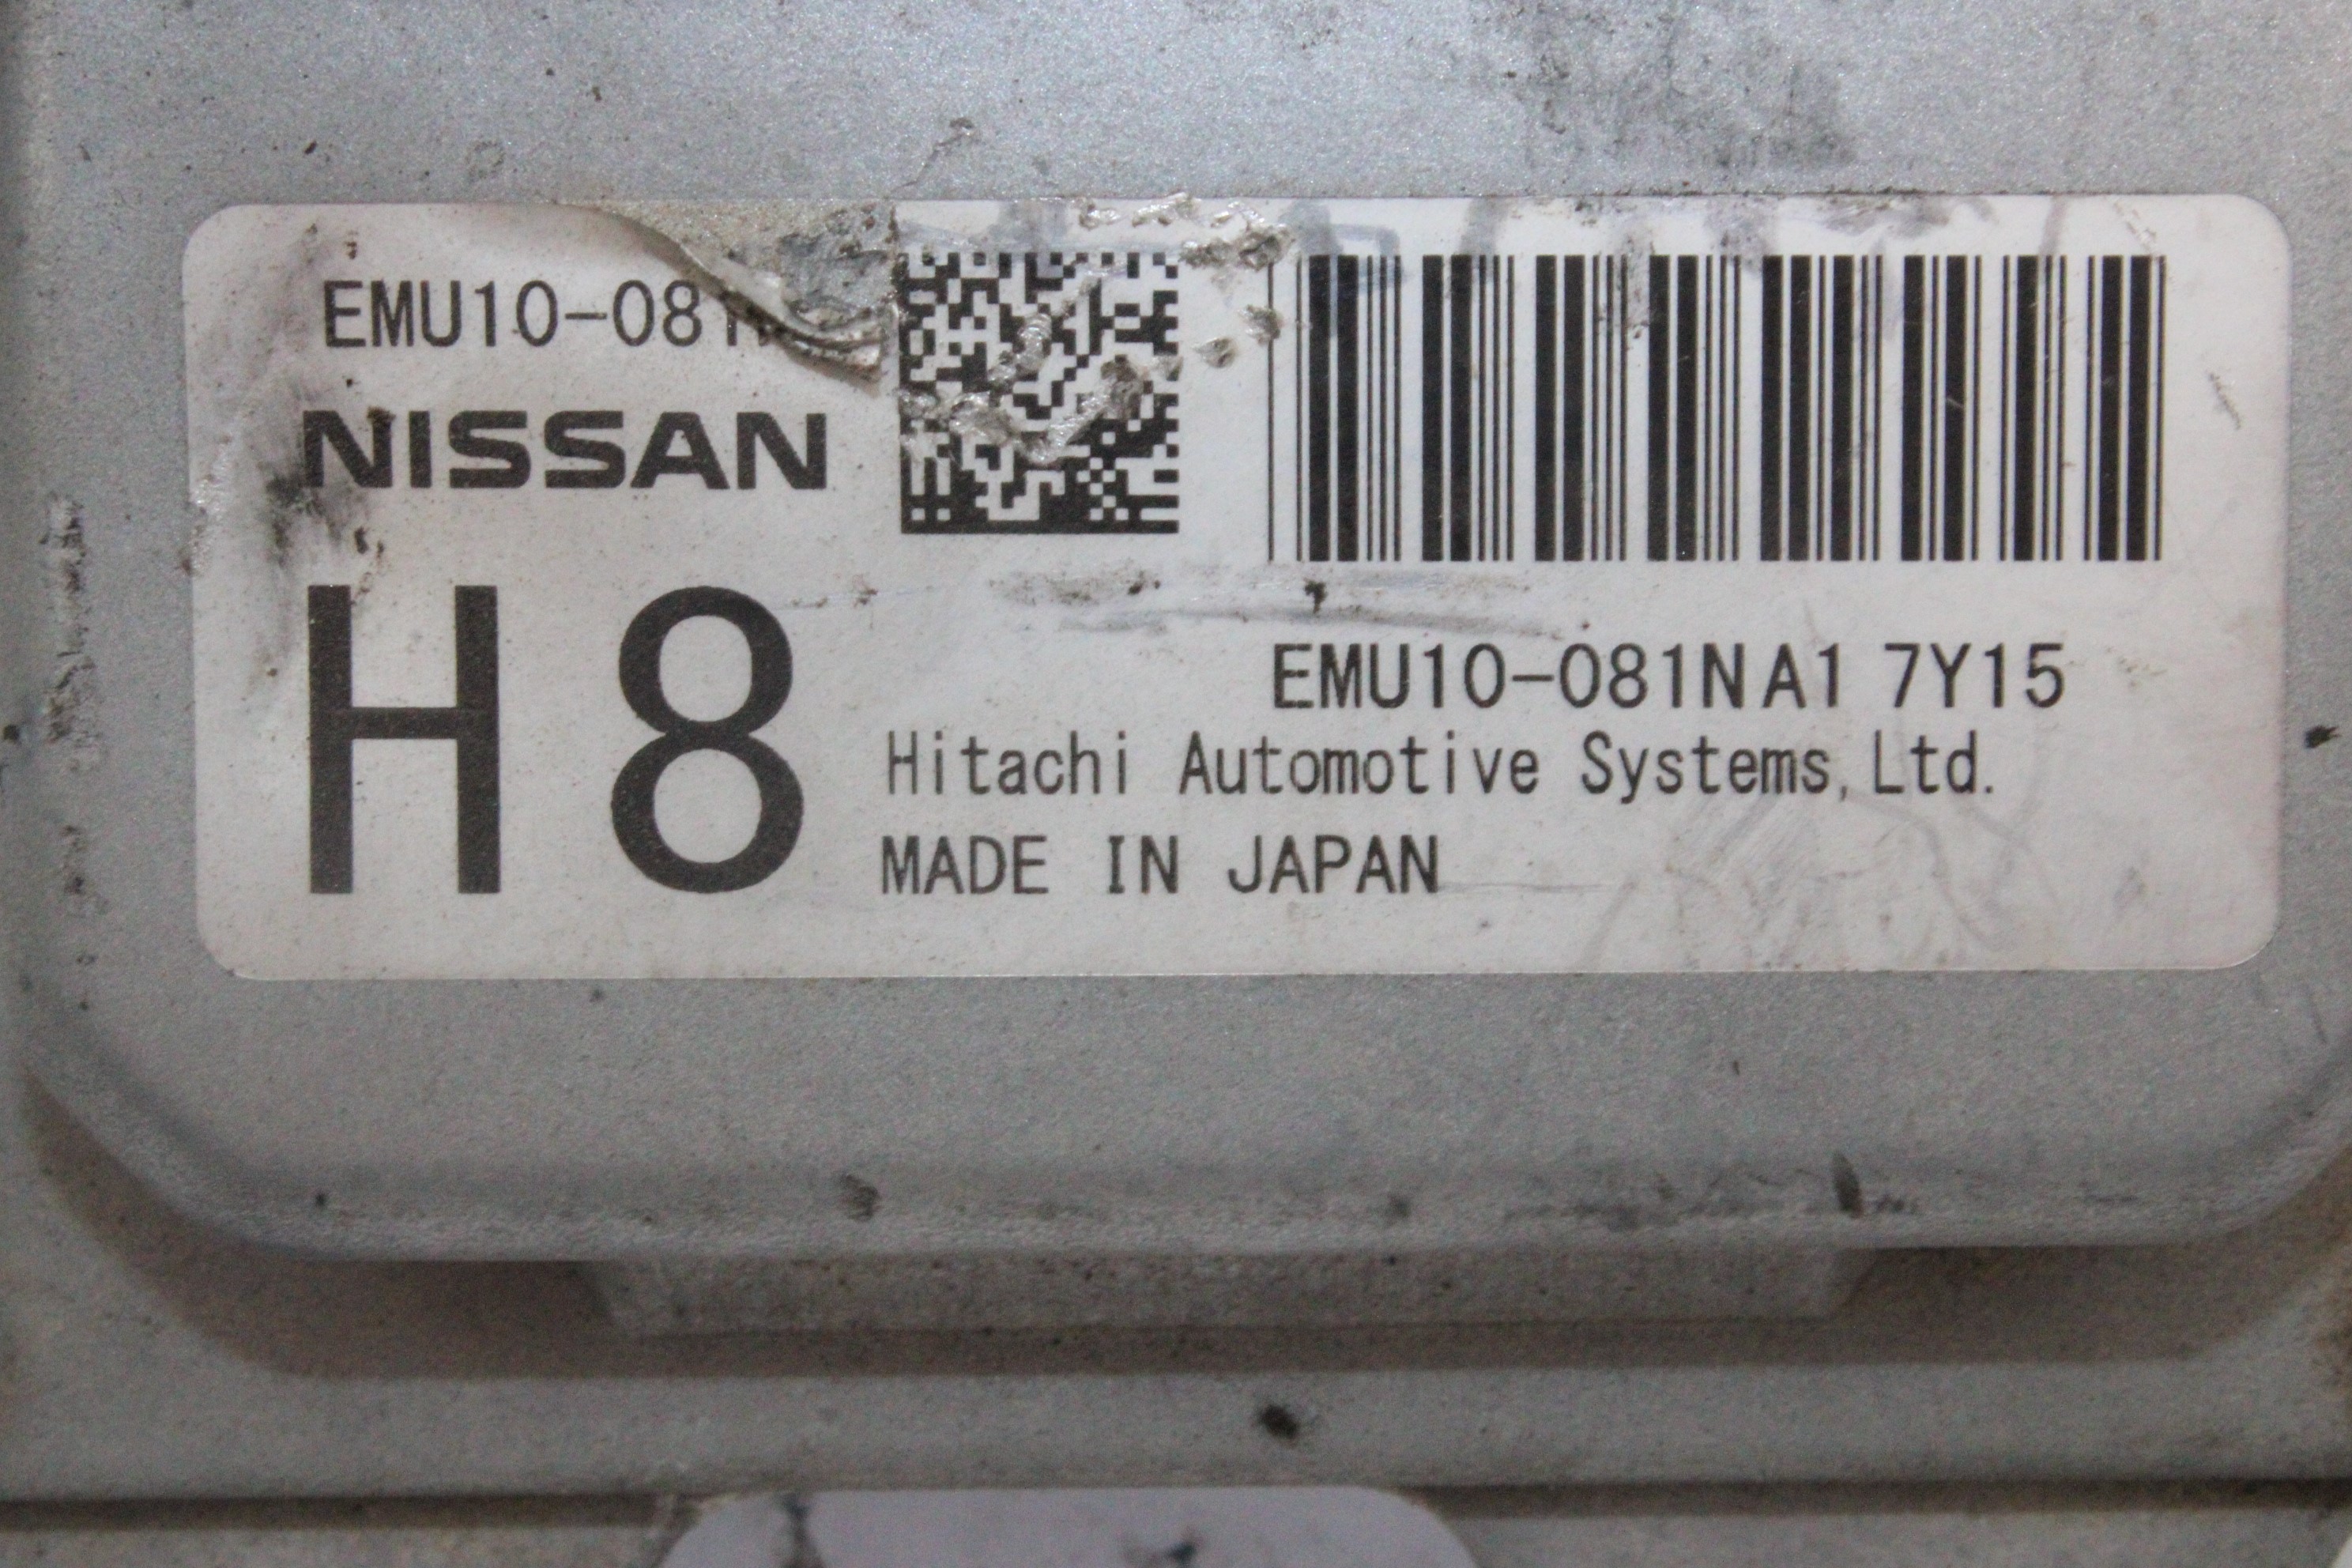 EMU10-081
NISSAN
H8
EMU10-081NA1 7Y15
Hitachi Automotive Systems,Ltd.
MADE IN JAPAN